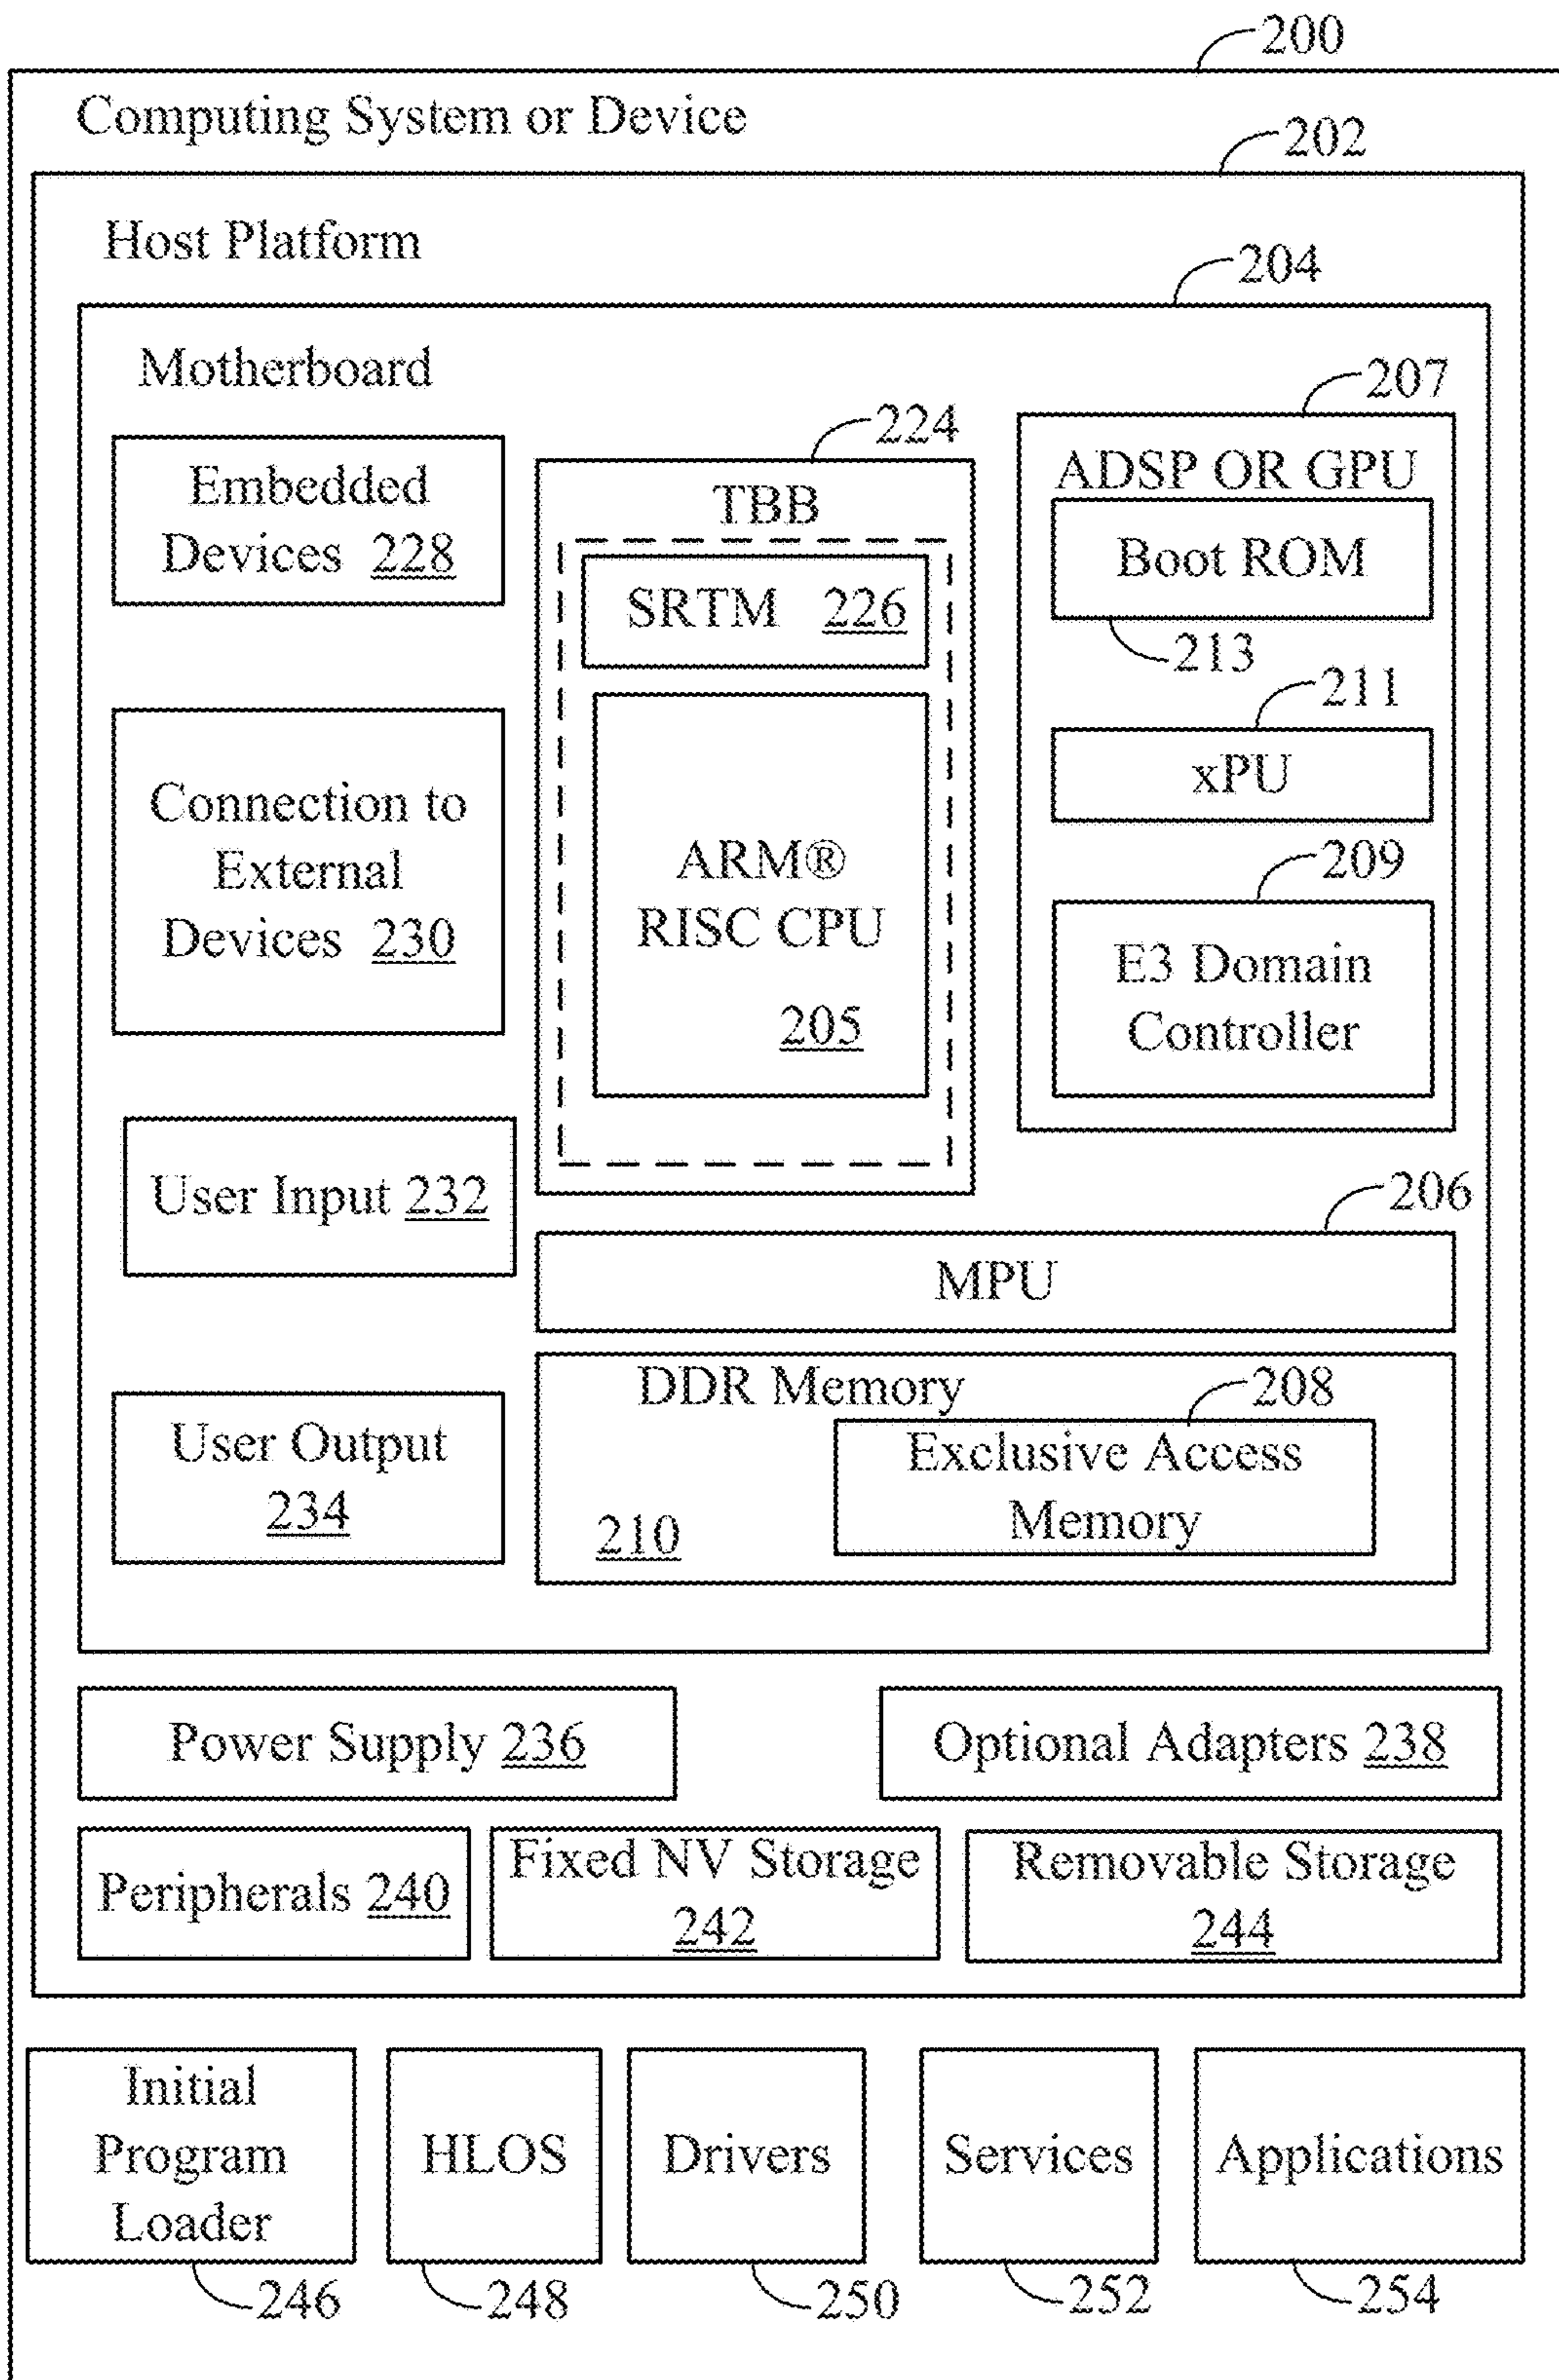 200
Computing System or Device
202
Host Platform
204
Motherboard
207
224
Embedded
Devices 228
TBB
SRTM 226
ADSP OR GPU
Boot ROM
213
211
xPU
Connection to
External
Devices 230
ARM®
RISC CPU
205
209
E3 Domain
Controller
User Input 232
206
MPU
DDR Memory
208
Exclusive Access
Memory
210
User Output
234
Power Supply 236
Optional Adapters 238
Peripherals 240
Fixed NV Storage
242
Removable Storage
244
Initial
Program
Loader
HLOS
Drivers
Services
Applications
246
248
250
252
254